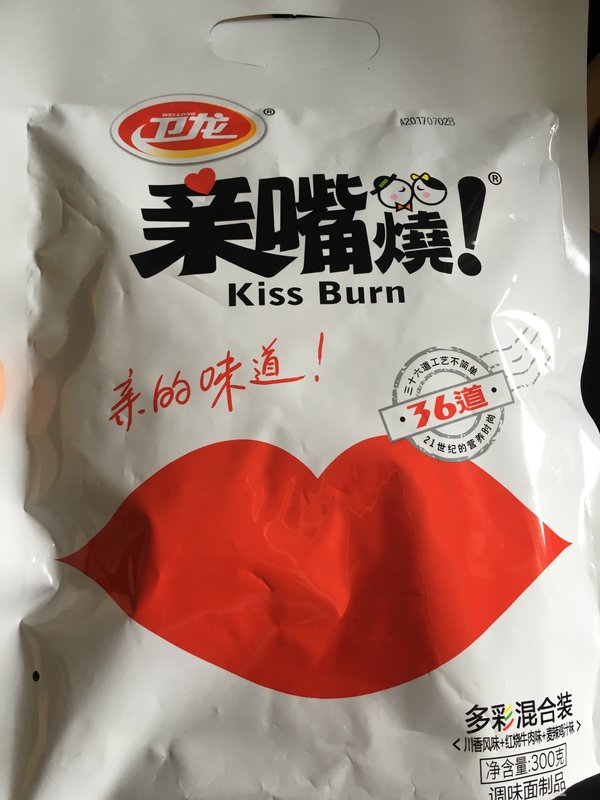 WEI-LONG
卫龙®
A20170702B
亲嘴燒!®
Kiss Burn
亲的味道!
三十六道工艺不简单
·36道·
21世纪的营养时尚
多彩混合装
<川香风味+红烧牛肉味+麦辣鸡汁味>
净含量:300克
调味面制品